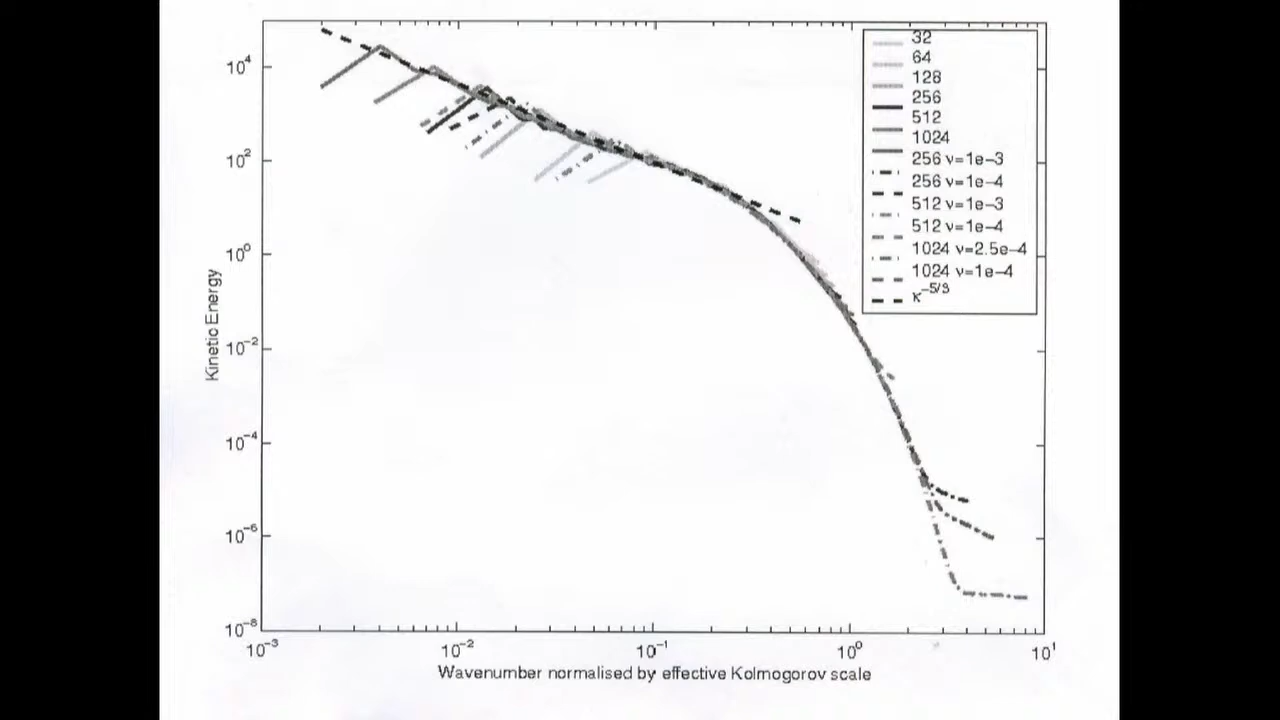 32
64
128
256
512
1024
256 ν=1e−3
256 ν=1e−4
512 ν=1e−3
512 ν=1e−4
1024 ν=2.5e−4
1024 ν=1e−4
κ^−5/3
10^4
10^2
10^0
10^−2
10^−4
10^−6
10^−8
Kinetic Energy
10^−3 10^−2 10^−1 10^0 10^1
Wavenumber normalised by effective Kolmogorov scale